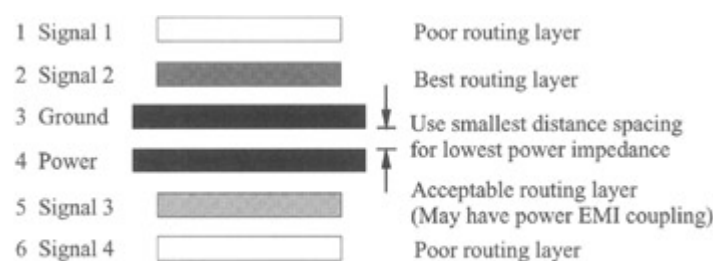 1 Signal 1 Poor routing layer
2 Signal 2 Best routing layer
3 Ground
Use smallest distance spacing
for lowest power impedance
4 Power
Acceptable routing layer
5 Signal 3
(May have power EMI coupling)
6 Signal 4 Poor routing layer